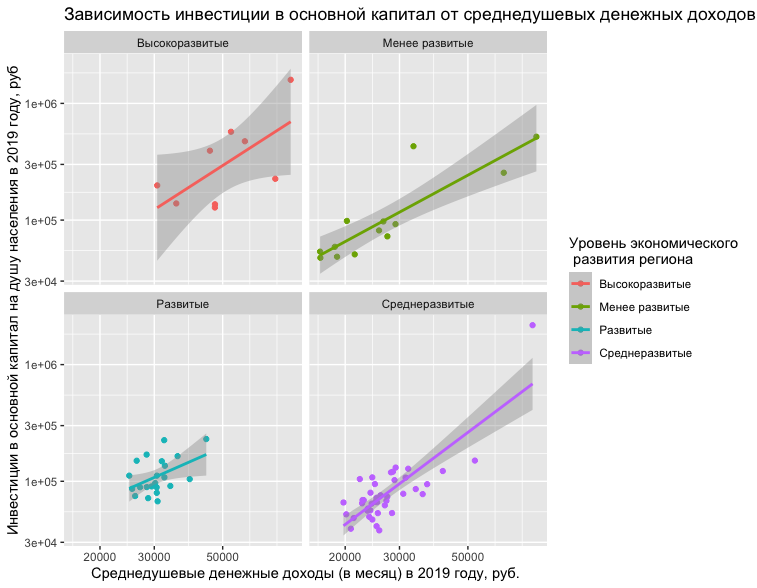 Зависимость инвестиции в основной капитал от среднедушевых денежных доходов
Инвестиции в основной капитал на душу населения в 2019 году, руб
Высокоразвитые
Менее развитые
1e+06
3e+05
1e+05
3e+04
Развитые
Среднеразвитые
1e+06
3e+05
1e+05
3e+04
20000
30000
50000
20000
30000
50000
Среднедушевые денежные доходы (в месяц) в 2019 году, руб.
Уровень экономического
развития региона
Высокоразвитые
Менее развитые
Развитые
Среднеразвитые